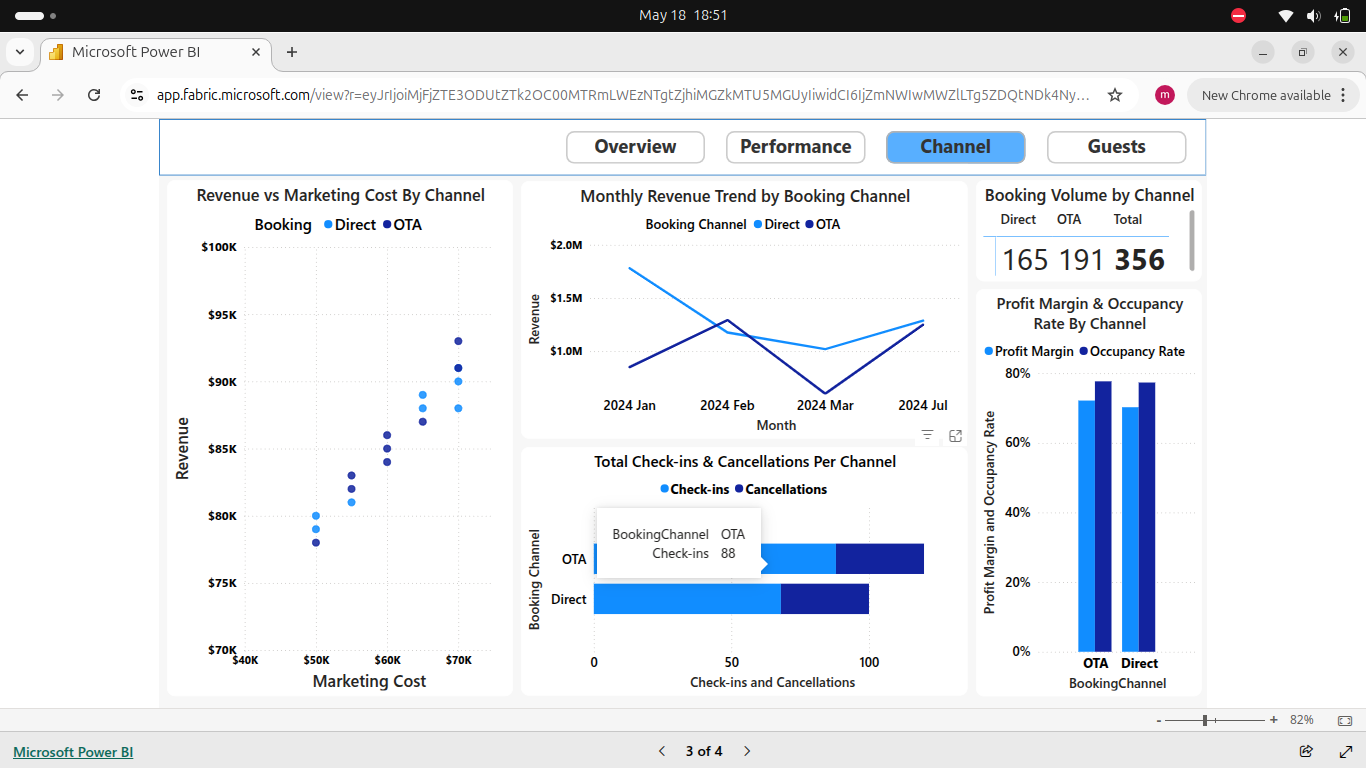 May 18 18:51
Microsoft Power BI
app.fabric.microsoft.com/view?r=eyJrIjoiMjFjZTE3ODUtZTk2OC00MTRmLWEzNTgtZjhiMGZkMTU5MGUyIiwidCI6IjZmNWIwMWZlLTg5ZDQtNDk4Ny...
m
New Chrome available
Overview
Performance
Channel
Guests
Revenue vs Marketing Cost By Channel
Booking Direct OTA
$100K
$95K
$90K
$85K
$80K
$75K
$70K
Revenue
$40K $50K $60K $70K
Marketing Cost
Monthly Revenue Trend by Booking Channel
Booking Channel Direct OTA
$2.0M
$1.5M
$1.0M
Revenue
2024 Jan 2024 Feb 2024 Mar 2024 Jul
Month
Total Check-ins & Cancellations Per Channel
Check-ins Cancellations
BookingChannel OTA
Check-ins 88
Booking Channel
OTA
Direct
0 50 100
Check-ins and Cancellations
Booking Volume by Channel
Direct OTA Total
165 191 356
Profit Margin & Occupancy
Rate By Channel
Profit Margin Occupancy Rate
80%
60%
40%
20%
0%
Profit Margin and Occupancy Rate
OTA Direct
BookingChannel
- + 82%
Microsoft Power BI
3 of 4